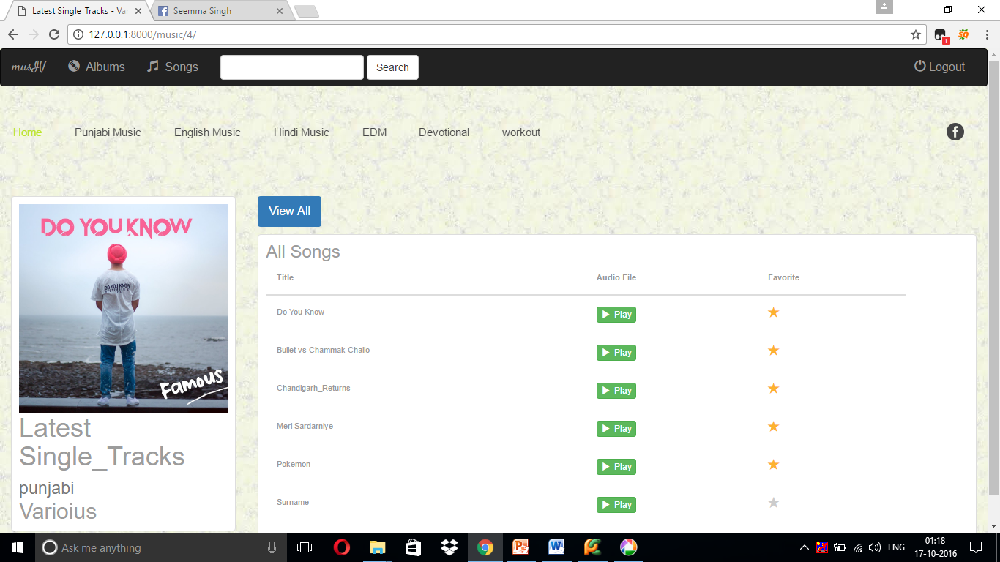 Latest Single_Tracks - Var
Seemma Singh
127.0.0.1:8000/music/4/
SQ
1
musIV
Albums
Songs
Search
Logout
Home
Punjabi Music
English Music
Hindi Music
EDM
Devotional
workout
f
DO YOU KNOW
DO YOU KNOW
Famous
Latest
Single_Tracks
punjabi
Varioius
View All
All Songs
Title Audio File Favorite
Do You Know Play
Bullet vs Chammak Challo Play
Chandigarh_Returns Play
Meri Sardarniye Play
Pokemon Play
Surname Play
Ask me anything
ENG
01:18
17-10-2016